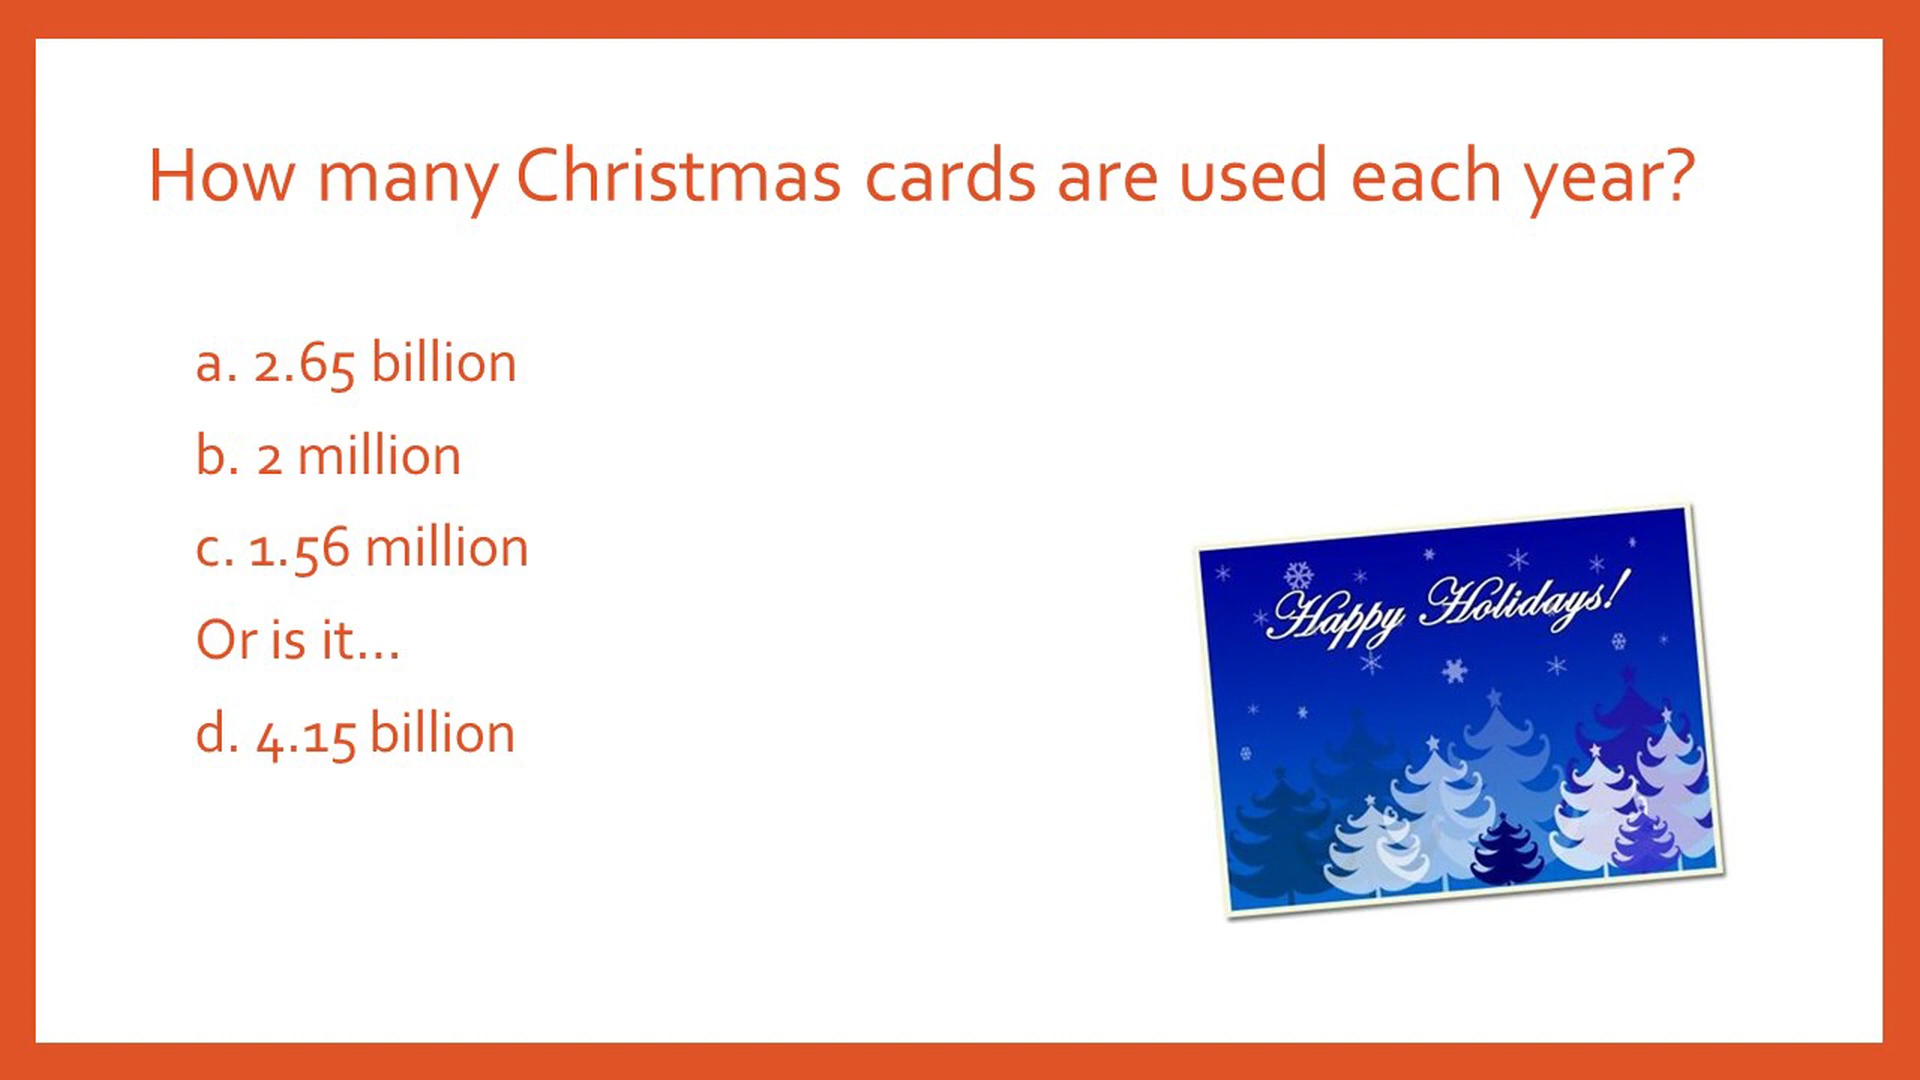 How many Christmas cards are used each year?
a. 2.65 billion
b. 2 million
c. 1.56 million
Or is it...
d. 4.15 billion
Happy Holidays!